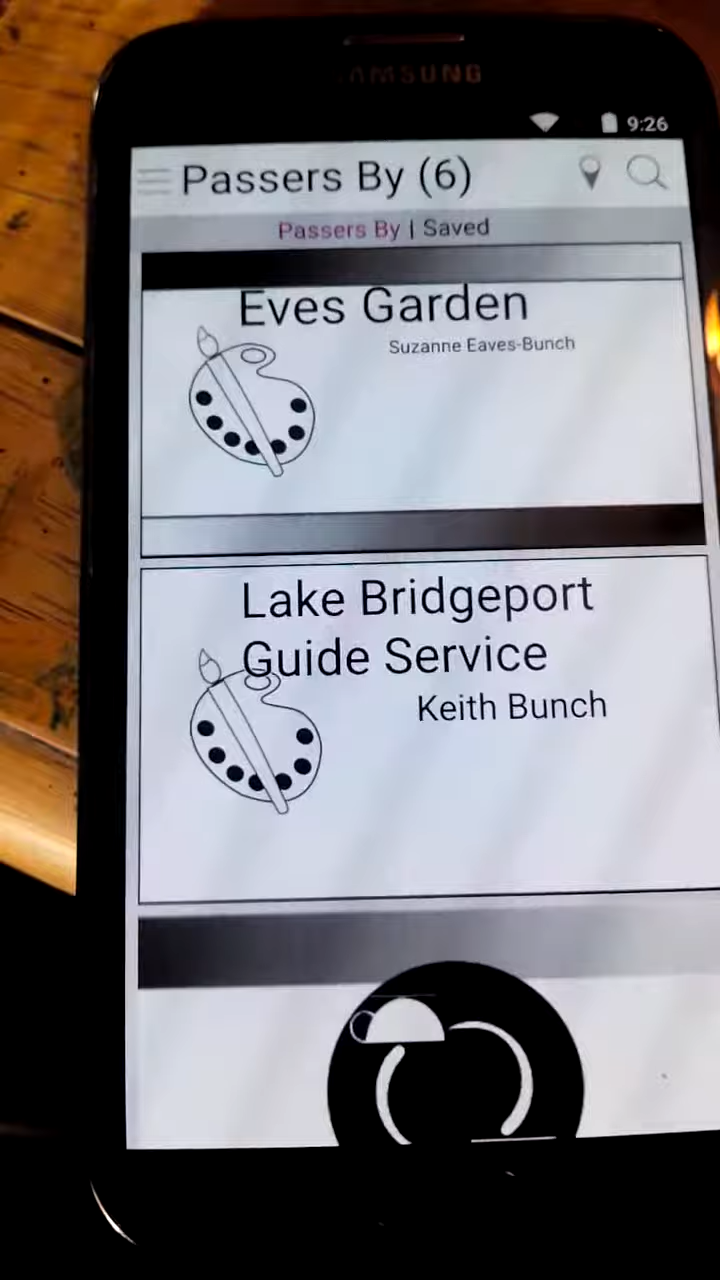 SAMSUNG
9:26
Passers By (6)
Passers By | Saved
Eves Garden
Suzanne Eaves-Bunch
Lake Bridgeport
Guide Service
Keith Bunch